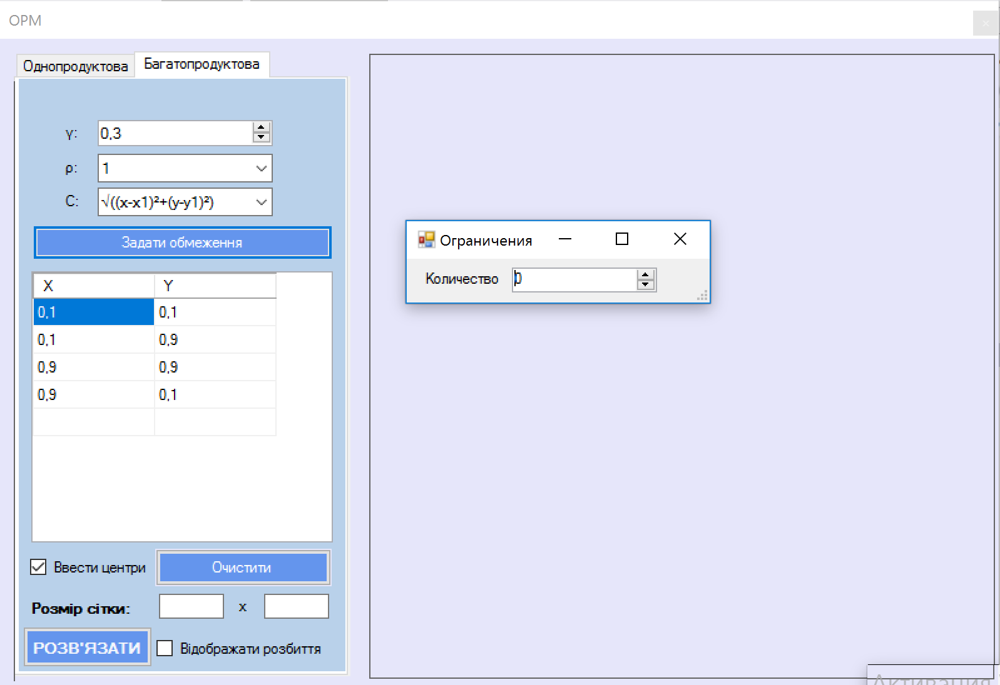 OPM
Однопродуктова
Багатопродуктова
γ:
0,3
ρ:
1
C:
√((x-x1)²+(y-y1)²)
Задати обмеження
X Y
0,1 0,1
0,1 0,9
0,9 0,9
0,9 0,1
Ввести центри
Очистити
Розмір сітки:
x
РОЗВ'ЯЗАТИ
Відображати розбиття
Ограничения
Количество
0
Активация